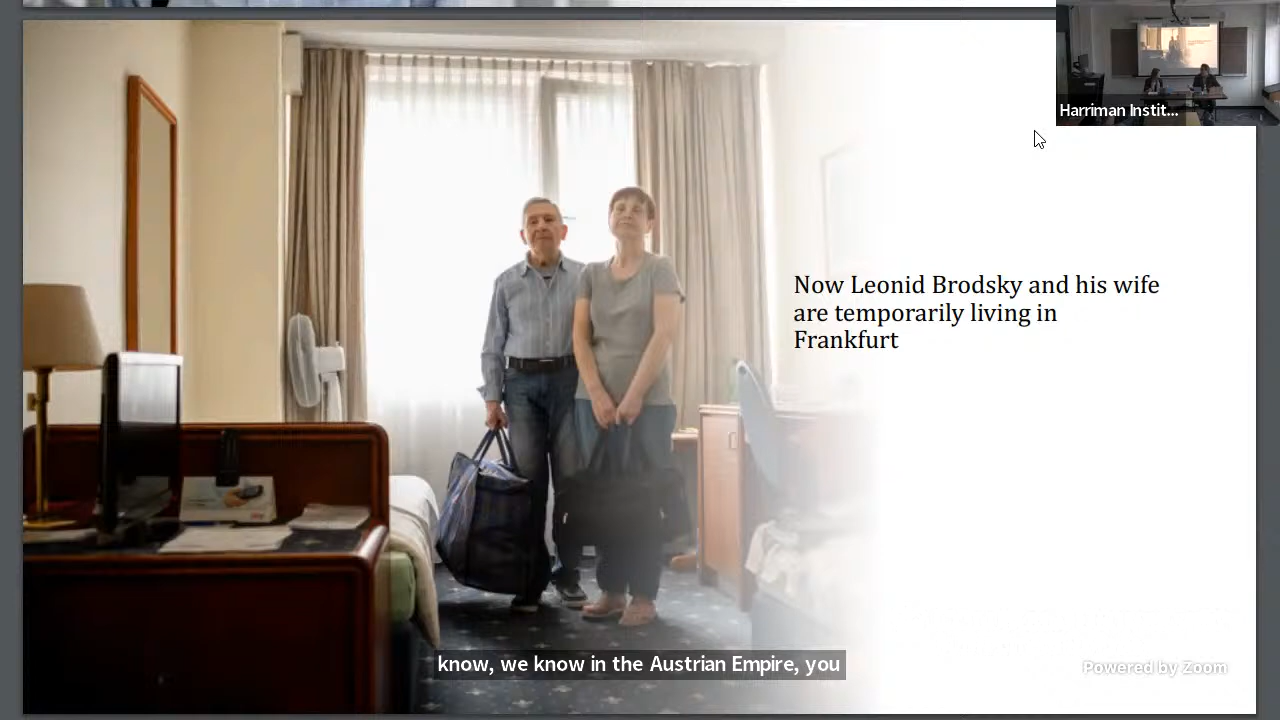 Harriman Instit...
Now Leonid Brodsky and his wife
are temporarily living in
Frankfurt
know, we know in the Austrian Empire, you
Powered by Zoom